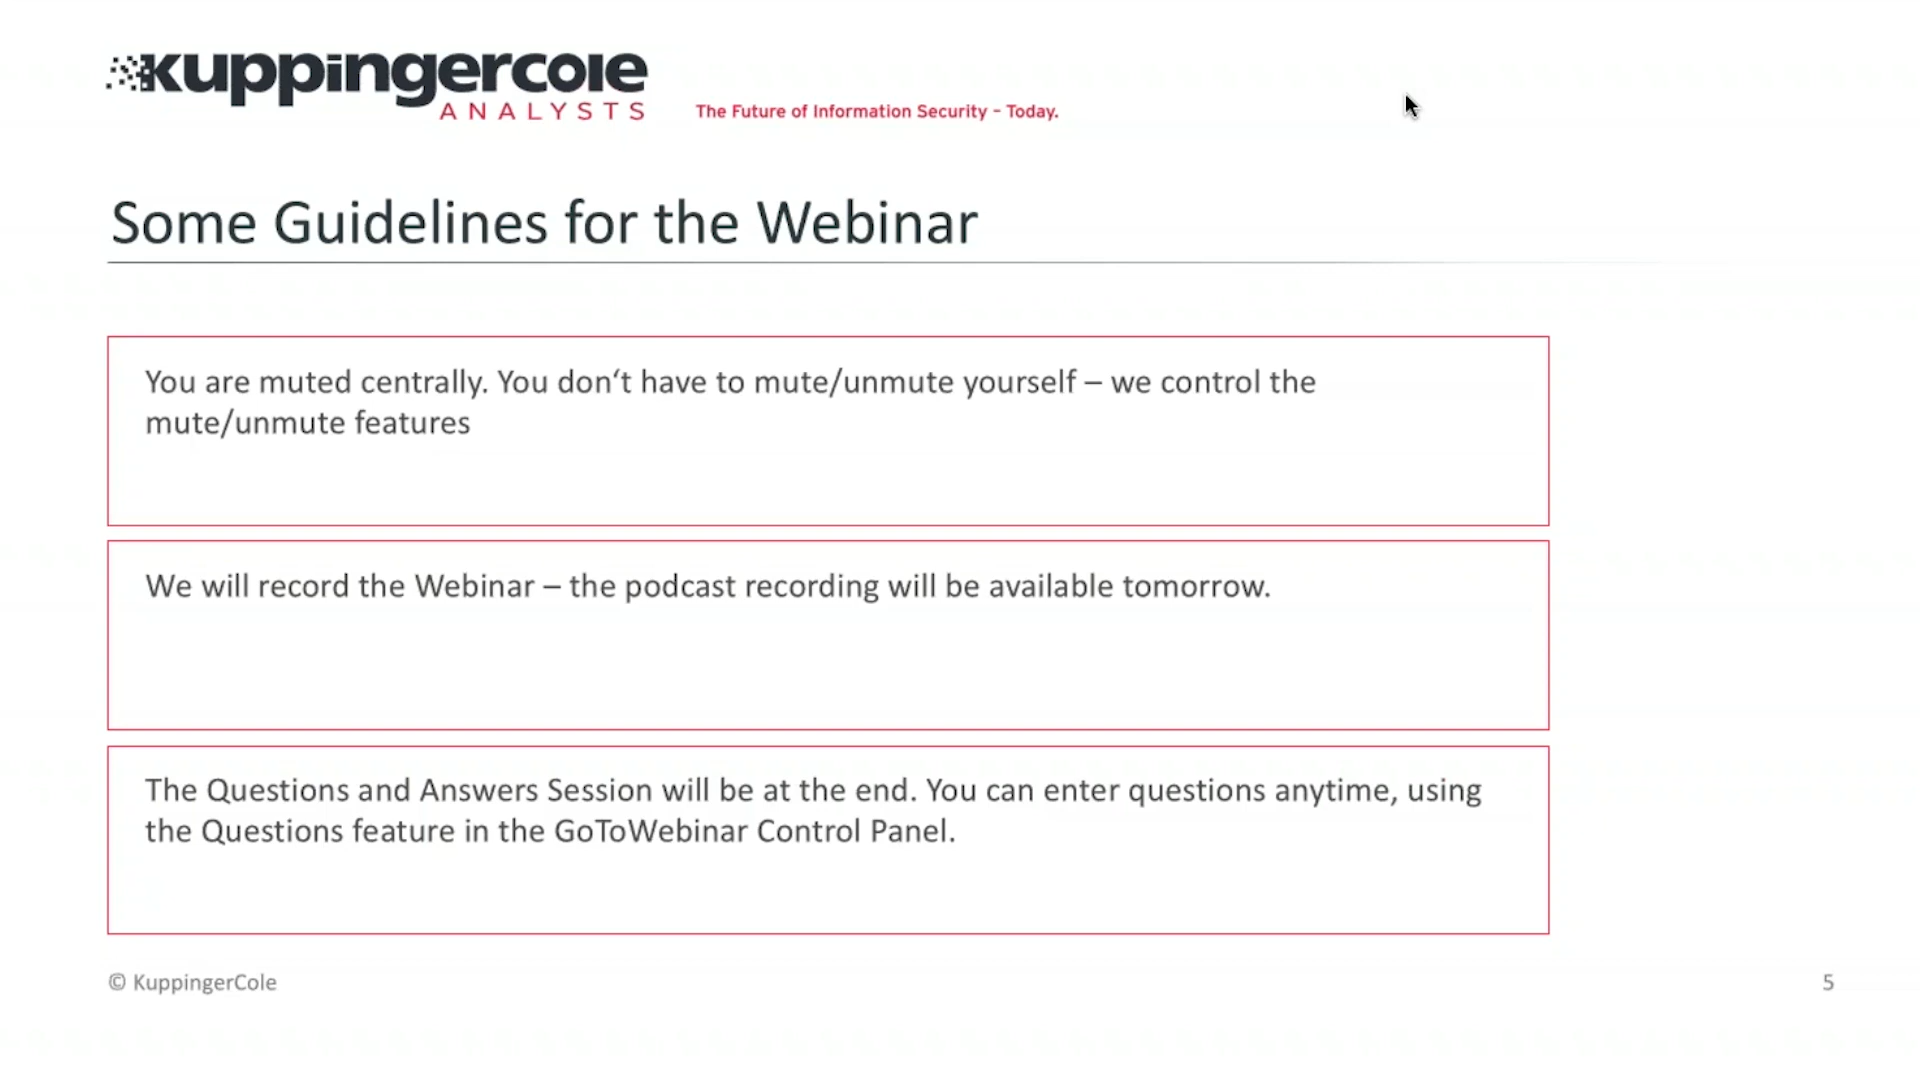 kuppingercole
ANALYSTS
The Future of Information Security - Today.
Some Guidelines for the Webinar
You are muted centrally. You don‘t have to mute/unmute yourself – we control the
mute/unmute features
We will record the Webinar – the podcast recording will be available tomorrow.
The Questions and Answers Session will be at the end. You can enter questions anytime, using
the Questions feature in the GoToWebinar Control Panel.
© KuppingerCole
5